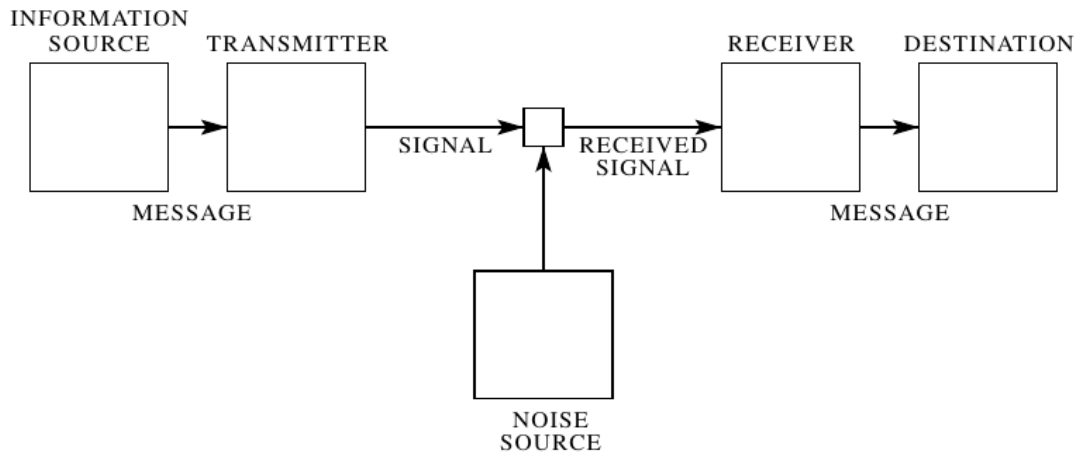 INFORMATION
SOURCE
TRANSMITTER
RECEIVER
DESTINATION
SIGNAL
RECEIVED
SIGNAL
MESSAGE
MESSAGE
NOISE
SOURCE